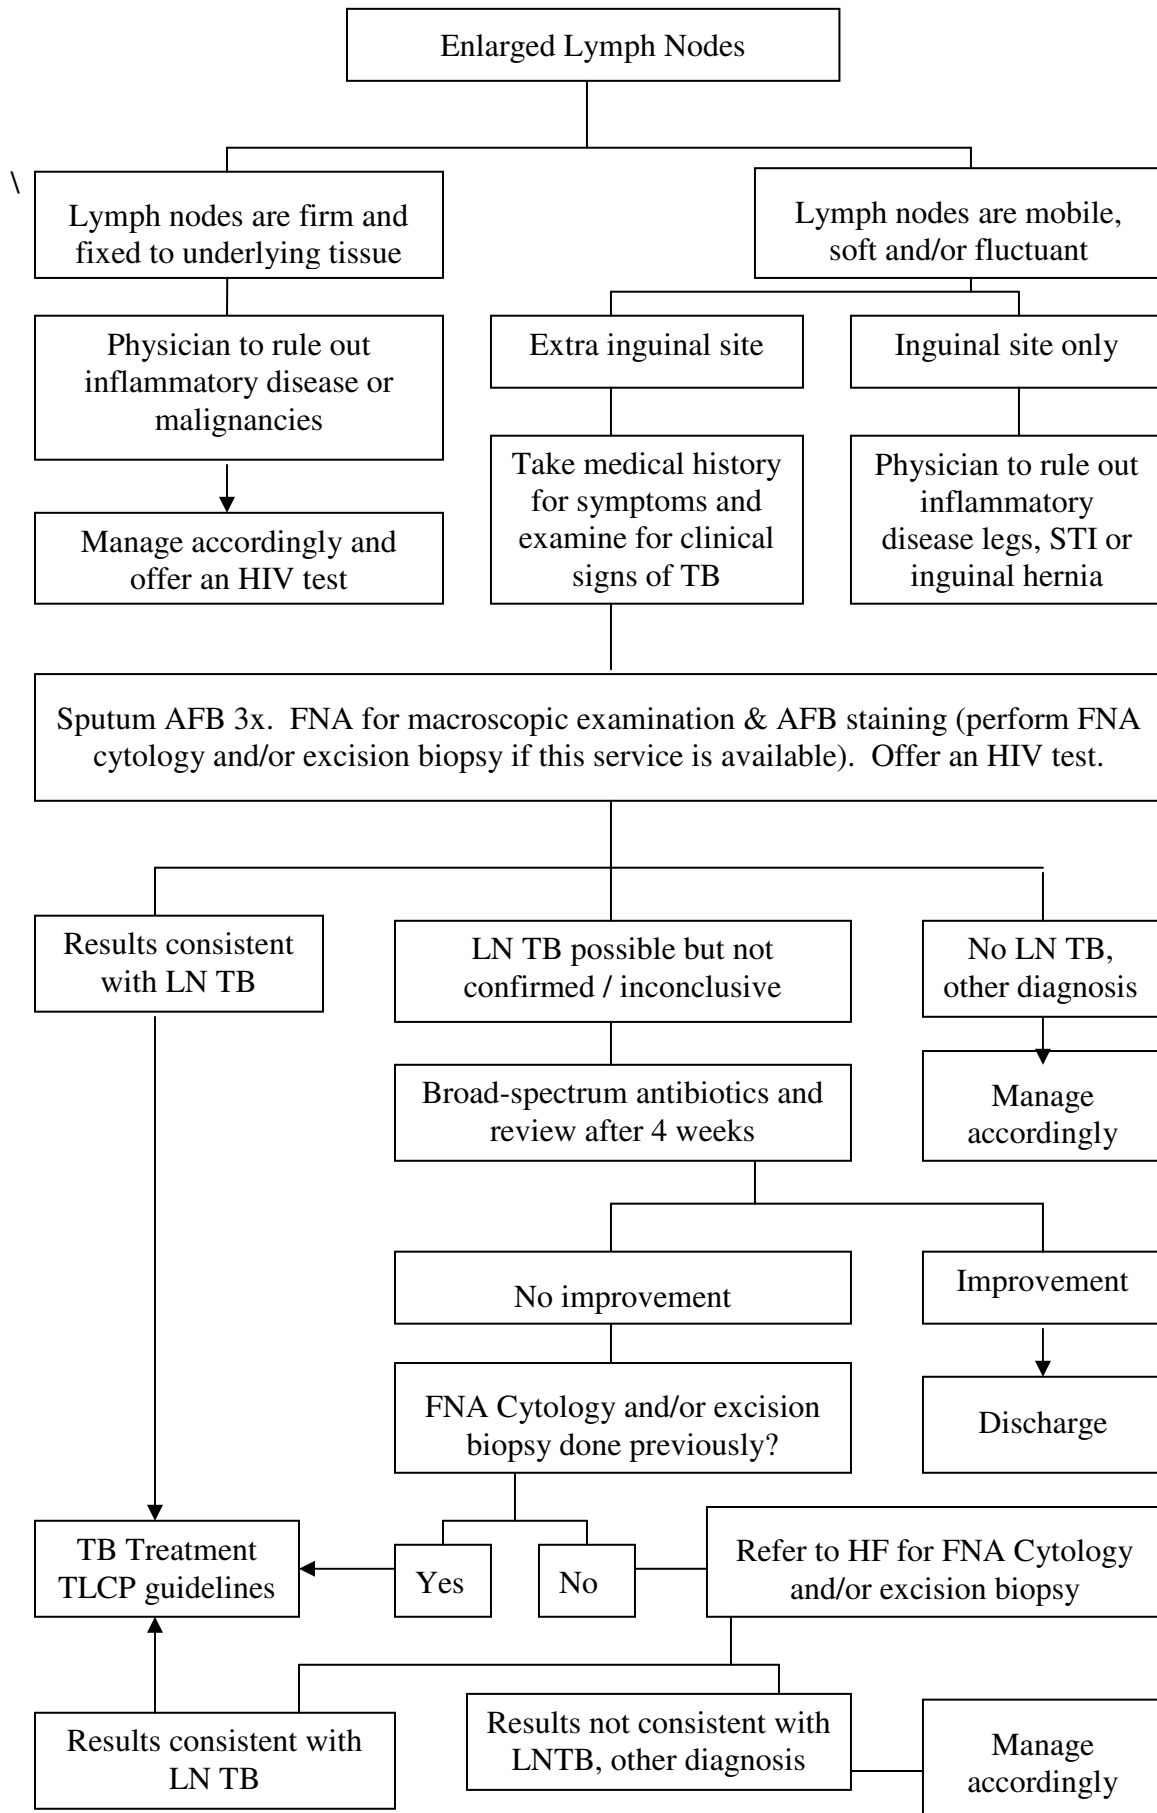 Enlarged Lymph Nodes
\
Lymph nodes are firm and
fixed to underlying tissue
Lymph nodes are mobile,
soft and/or fluctuant
Physician to rule out
inflammatory disease or
malignancies
Extra inguinal site
Inguinal site only
Manage accordingly and
offer an HIV test
Take medical history
for symptoms and
examine for clinical
signs of TB
Physician to rule out
inflammatory
disease legs, STI or
inguinal hernia
Sputum AFB 3x.  FNA for macroscopic examination & AFB staining (perform FNA
cytology and/or excision biopsy if this service is available).  Offer an HIV test.
Results consistent
with LN TB
LN TB possible but not
confirmed / inconclusive
No LN TB,
other diagnosis
Broad-spectrum antibiotics and
review after 4 weeks
Manage
accordingly
No improvement
Improvement
FNA Cytology and/or excision
biopsy done previously?
Discharge
TB Treatment
TLCP guidelines
Yes
No
Refer to HF for FNA Cytology
and/or excision biopsy
Results consistent with
LN TB
Results not consistent with
LNTB, other diagnosis
Manage
accordingly